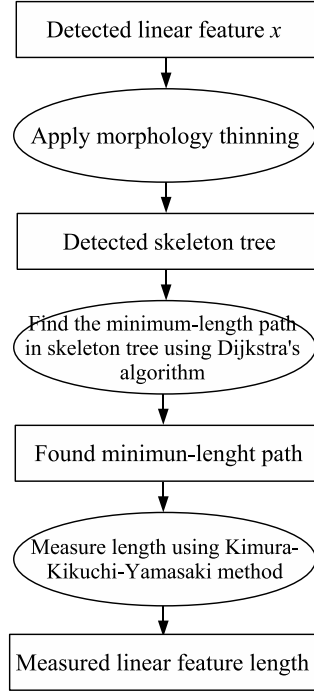 Detected linear feature x
Apply morphology thinning
Detected skeleton tree
Find the minimum-length path
in skeleton tree using Dijkstra's
algorithm
Found minimun-lenght path
Measure length using Kimura-
Kikuchi-Yamasaki method
Measured linear feature length